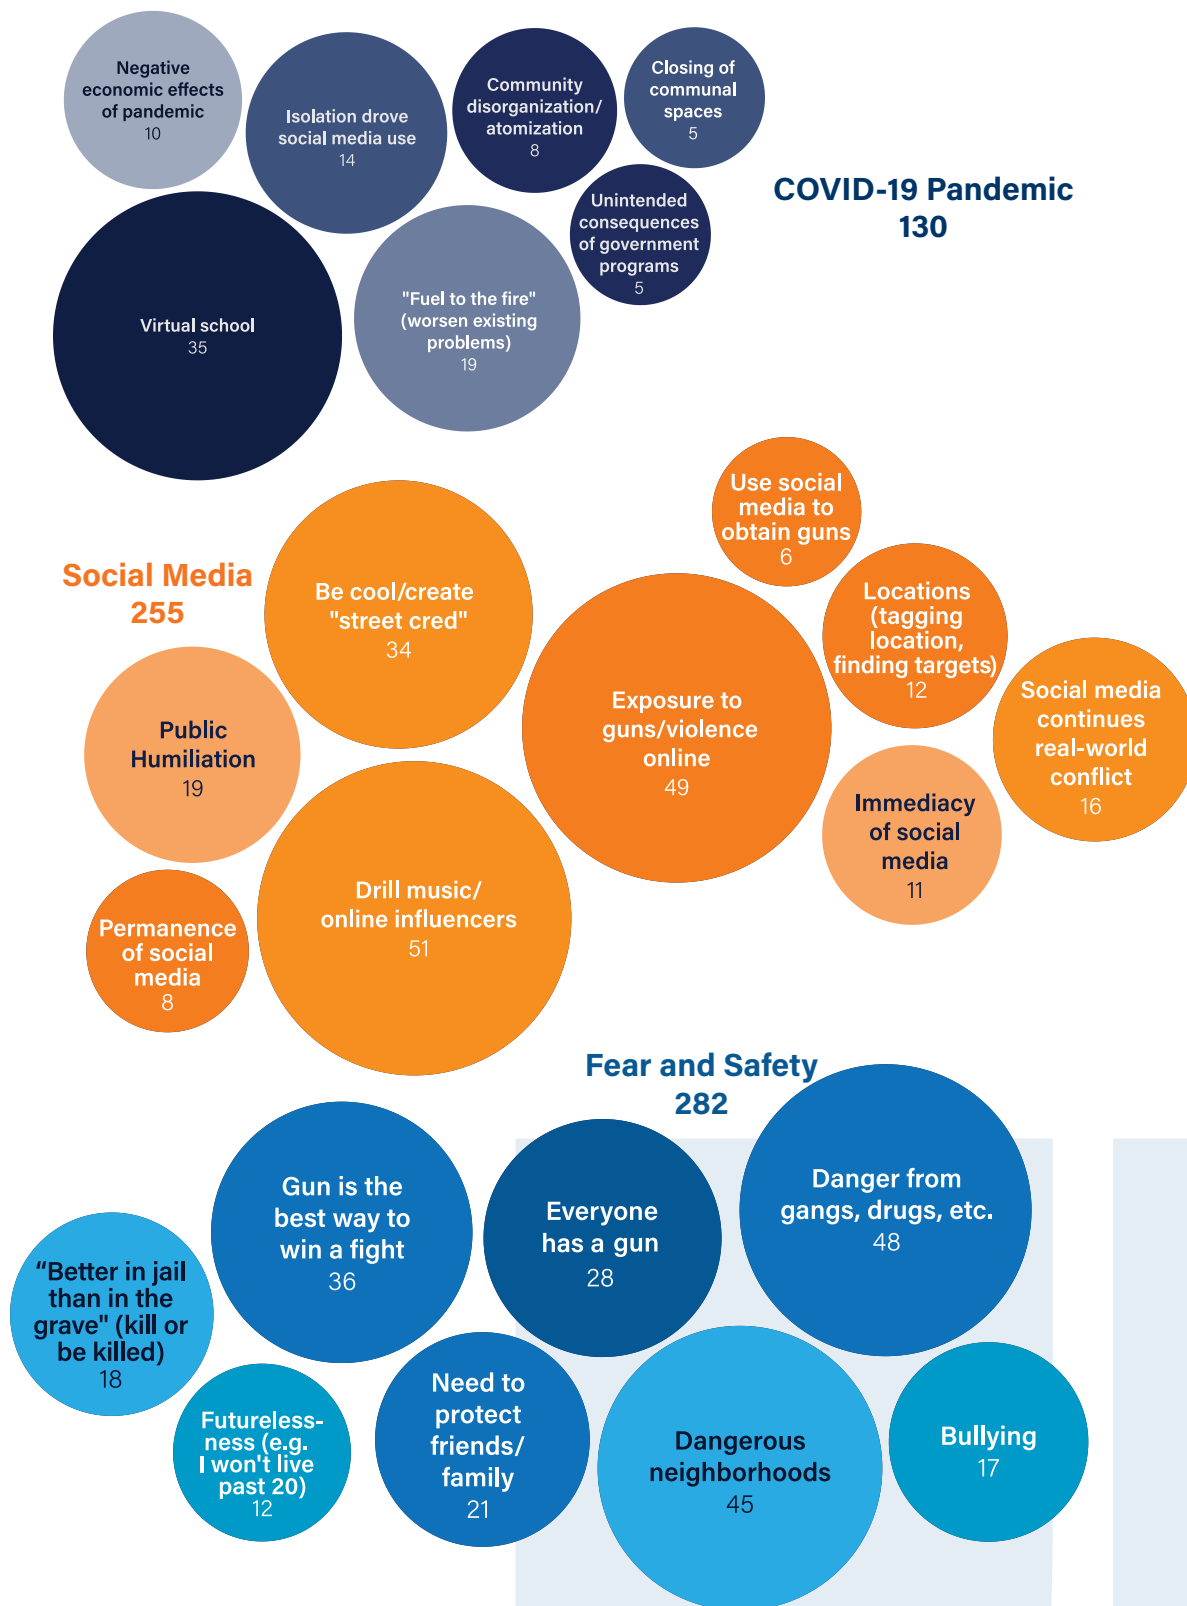 Negative
economic effects
of pandemic
10
Isolation drove
social media use
14
Community
disorganization/
atomization
8
Closing of
communal
spaces
5
Unintended
consequences
of government
programs
5
COVID-19 Pandemic
130
Virtual school
35
"Fuel to the fire"
(worsen existing
problems)
19
Social Media
255
Be cool/create
"street cred"
34
Use social
media to
obtain guns
6
Locations
(tagging
location,
finding targets)
12
Exposure to
guns/violence
online
49
Social media
continues
real-world
conflict
16
Public
Humiliation
19
Immediacy
of social
media
11
Drill music/
online influencers
51
Permanence
of social
media
8
Fear and Safety
282
Gun is the
best way to
win a fight
36
Everyone
has a gun
28
Danger from
gangs, drugs, etc.
48
“Better in jail
than in the
grave" (kill or
be killed)
18
Futureless-
ness (e.g.
I won't live
past 20)
12
Need to
protect
friends/
family
21
Dangerous
neighborhoods
45
Bullying
17